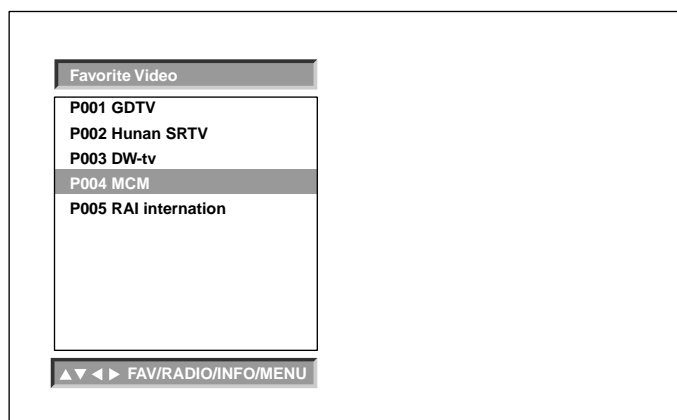 Favorite Video
P001 GDTV
P002 Hunan SRTV
P003 DW-tv
P004 MCM
P005 RAI internation
▲▼◀▶ FAV/RADIO/INFO/MENU